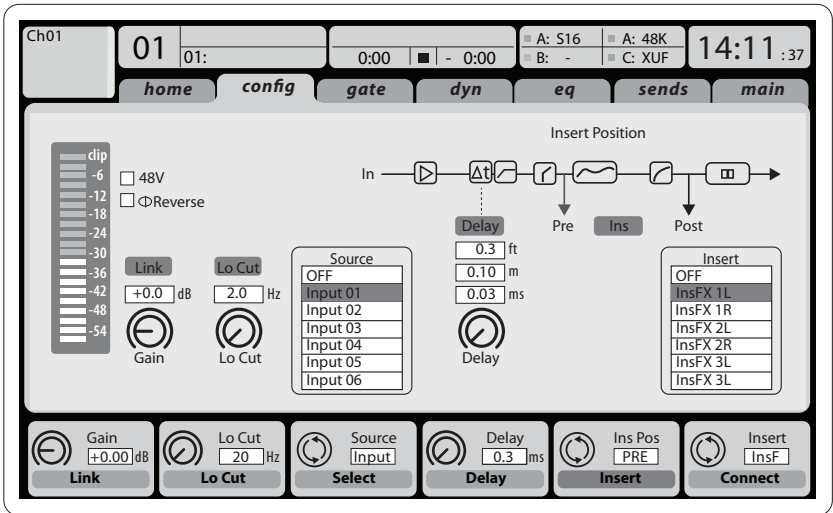 Ch01
01
01:
0:00
- 0:00
A: S16
B: -
A: 48K
C: XUF
14:11 :37
home
config
gate
dyn
eq
sends
main
Insert Position
clip
-6
-12
-18
-24
-30
-36
-42
-48
-54
48V
ΦReverse
In
Δt
Pre
Ins
Post
Link
+0.0 dB
Gain
Lo Cut
2.0 Hz
Lo Cut
Source
OFF
Input 01
Input 02
Input 03
Input 04
Input 05
Input 06
Delay
0.3 ft
0.10 m
0.03 ms
Delay
Insert
OFF
InsFX 1L
InsFX 1R
InsFX 2L
InsFX 2R
InsFX 3L
InsFX 3L
Gain
+0.00 dB
Link
Lo Cut
20 Hz
Lo Cut
Source
Input
Select
Delay
0.3 ms
Delay
Ins Pos
PRE
Insert
Insert
InsF
Connect